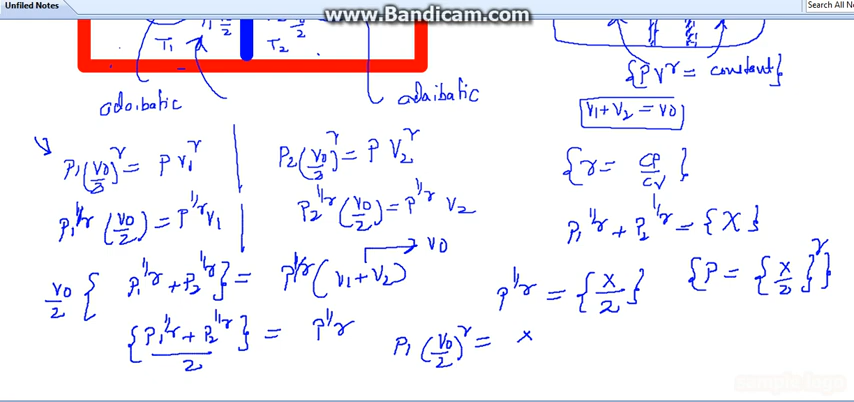 www.Bandicam.com
Unfiled Notes
Search All No
T₁
T₂
adoibatic
adaibatic
{PV^γ = constant}
V₁ + V₂ = V0
P₁(V0/2)^γ = P V₁^γ
P₂(V0/2)^γ = P V₂^γ
{γ = CP/CV}
P₁^1/γ (V0/2) = P^1/γ V₁
P₂^1/γ (V0/2) = P^1/γ V₂
P₁^1/γ + P₂^1/γ = {X}
V0
V0/2 {P₁^1/γ + P₂^1/γ} = P^1/γ (V₁ + V₂)
P^1/γ = {X/2}
{P = {X/2}^γ}
{P₁^1/γ + P₂^1/γ}/2 = P^1/γ
P₁ (V0/2)^γ = x